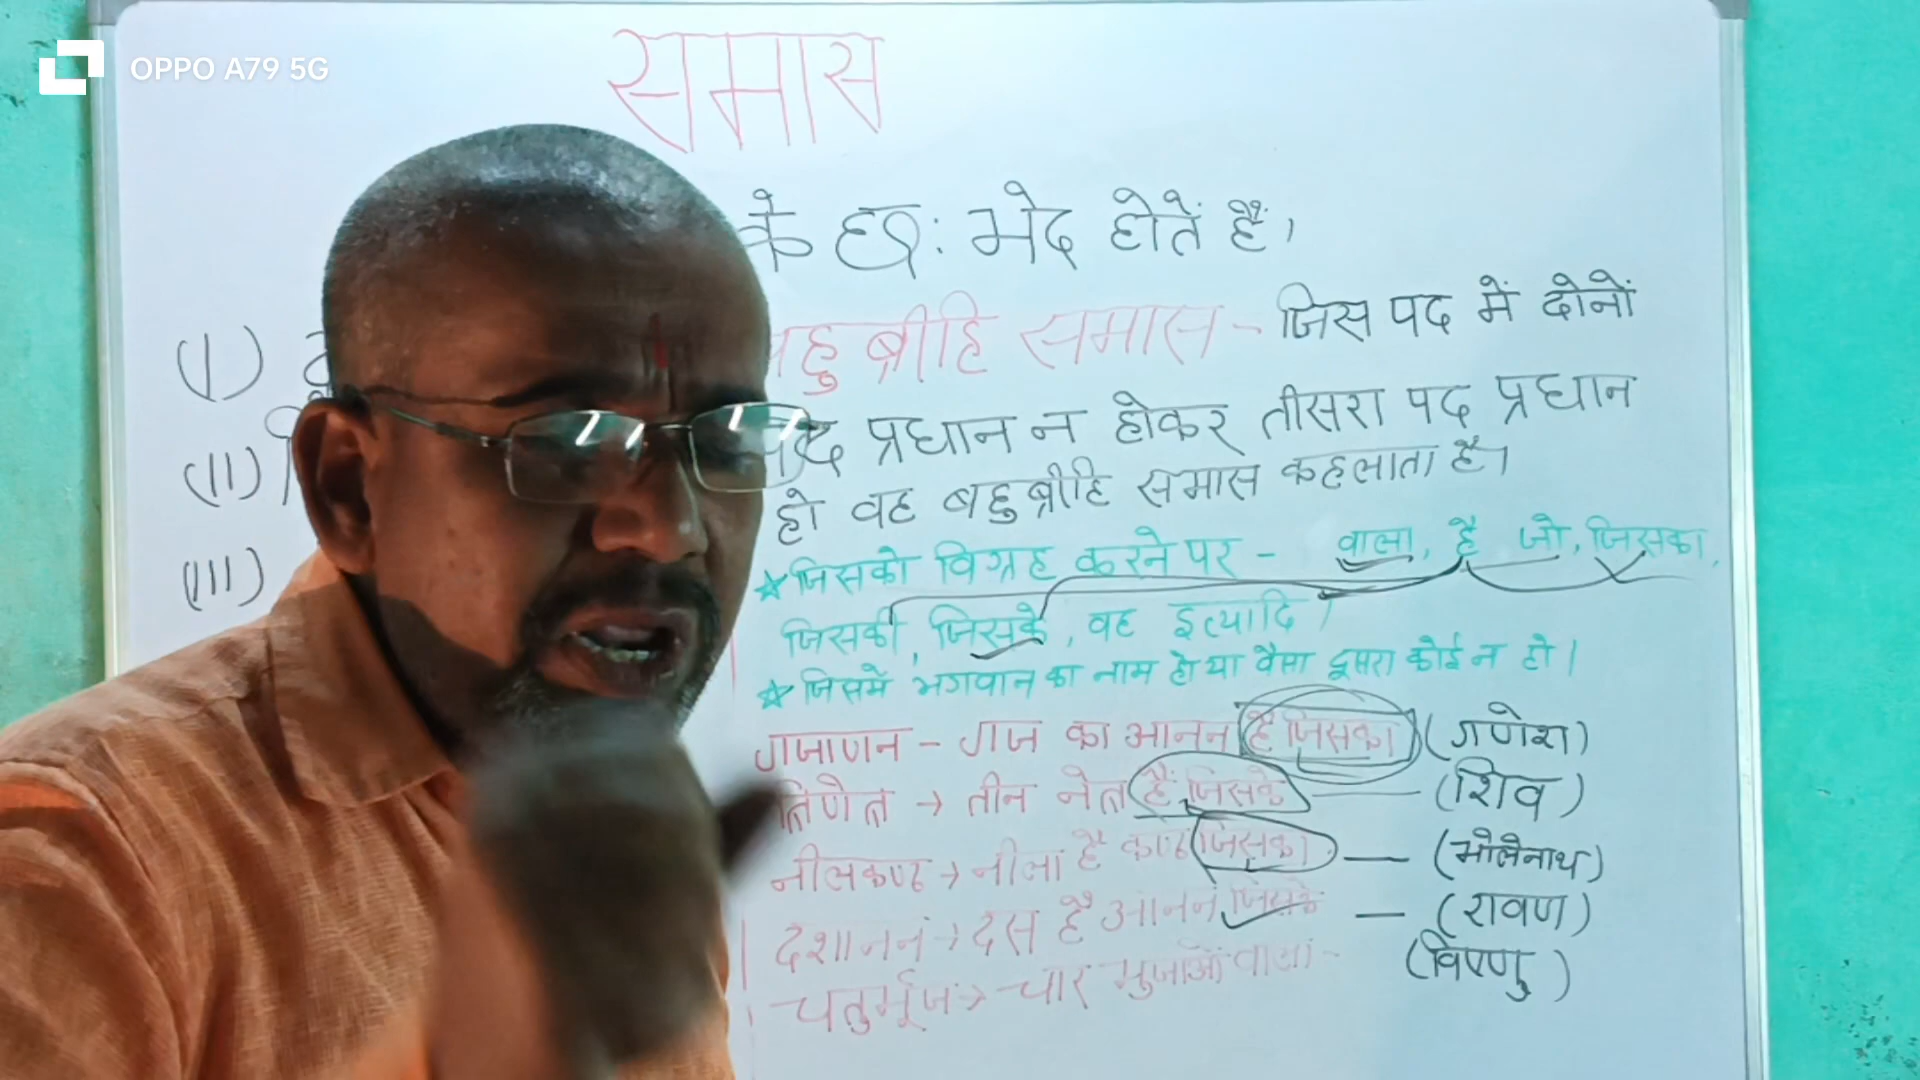 OPPO A79 5G
समास
के छः भेद होतें हैं।
(I)
बहुब्रीहि समास - जिस पद में दोनों
(II)
पद प्रधान न होकर तीसरा पद प्रधान
हो वह बहुब्रीहि समास कहलाता है।
(III)
☆ जिसको विग्रह करने पर - वाला, है जो, जिसका,
जिसकी, जिसके, वह इत्यादि।
☆ जिसमें भगवान का नाम हो या वैसा दूसरा कोई न हो।
गजाणन - गज का आनन है जिसका (गणेश)
त्रिणेत्र → तीन नेत्र हैं जिसके — (शिव)
नीलकण्ठ → नीला है कण्ठ जिसका — (भोलेनाथ)
दशानन → दस है आनन जिसके — (रावण)
चतुर्भूज → चार भुजाओं वाला - (विष्णु)